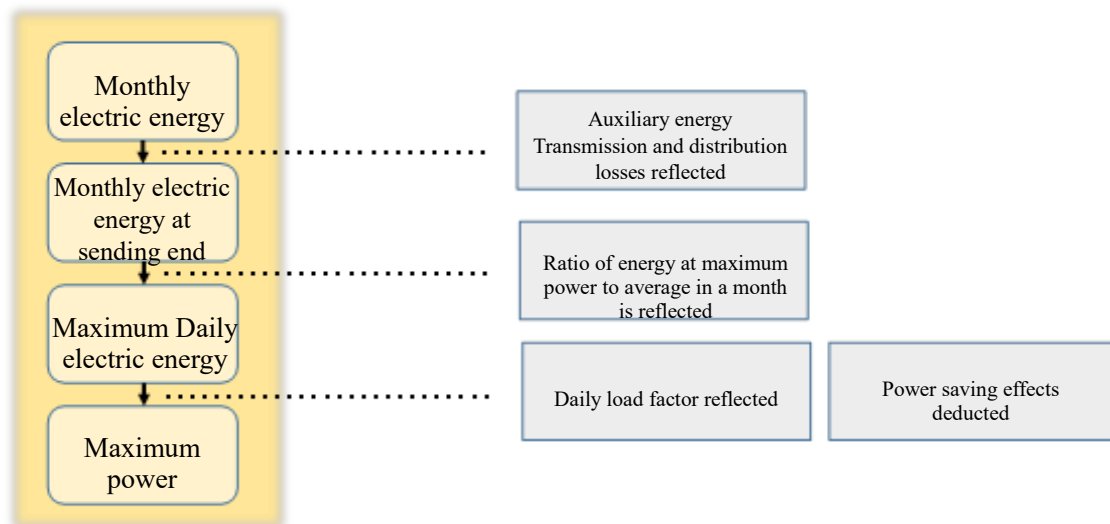 Monthly
electric energy
Auxiliary energy
Transmission and distribution
losses reflected
Monthly electric
energy at
sending end
Ratio of energy at maximum
power to average in a month
is reflected
Maximum Daily
electric energy
Daily load factor reflected
Power saving effects
deducted
Maximum
power